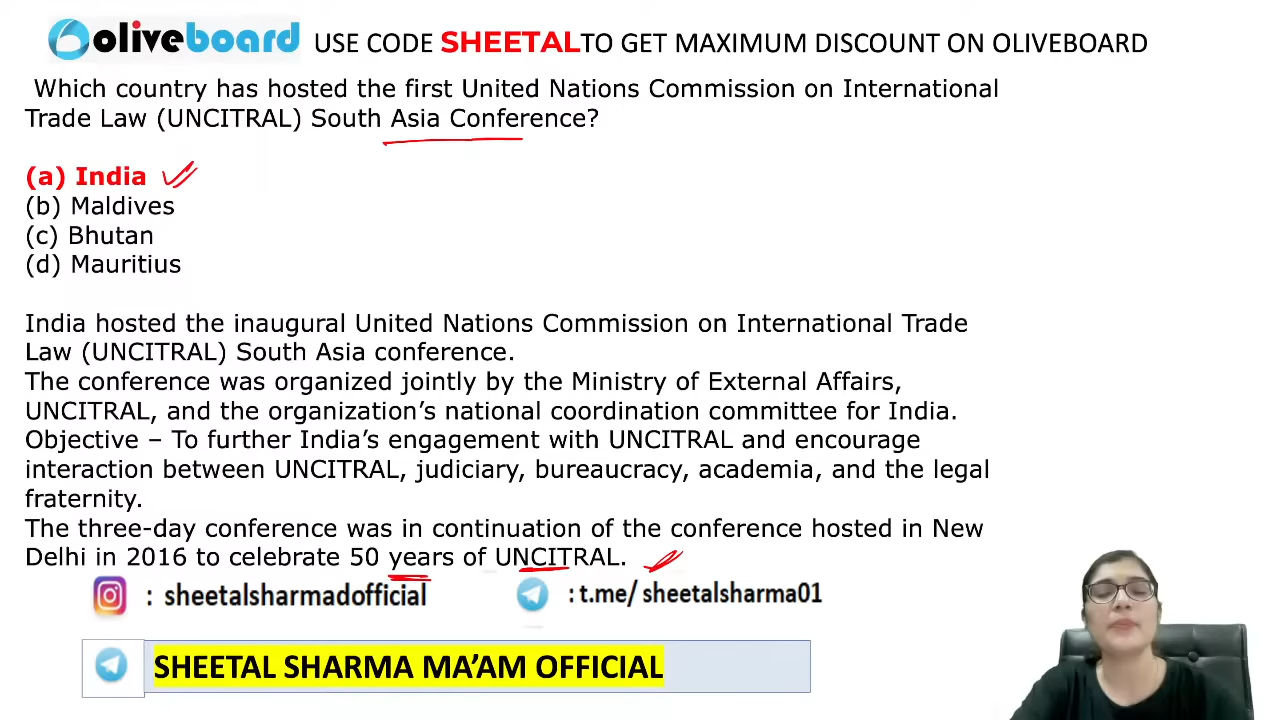 oliveboard USE CODE SHEETAL TO GET MAXIMUM DISCOUNT ON OLIVEBOARD
Which country has hosted the first United Nations Commission on International
Trade Law (UNCITRAL) South Asia Conference?
(a) India
(b) Maldives
(c) Bhutan
(d) Mauritius
India hosted the inaugural United Nations Commission on International Trade
Law (UNCITRAL) South Asia conference.
The conference was organized jointly by the Ministry of External Affairs,
UNCITRAL, and the organization’s national coordination committee for India.
Objective – To further India’s engagement with UNCITRAL and encourage
interaction between UNCITRAL, judiciary, bureaucracy, academia, and the legal
fraternity.
The three-day conference was in continuation of the conference hosted in New
Delhi in 2016 to celebrate 50 years of UNCITRAL.
: sheetalsharmadofficial : t.me/ sheetalsharma01
SHEETAL SHARMA MA’AM OFFICIAL